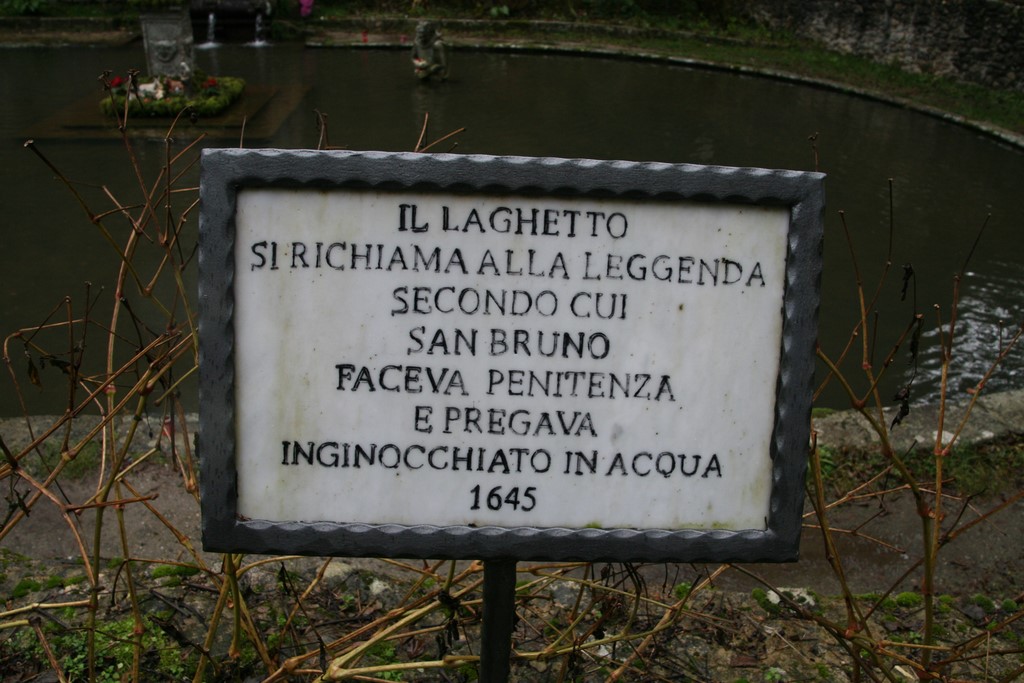 IL LAGHETTO
SI RICHIAMA ALLA LEGGENDA
SECONDO CUI
SAN BRUNO
FACEVA PENITENZA
E PREGAVA
INGINOCCHIATO IN ACQUA
1645